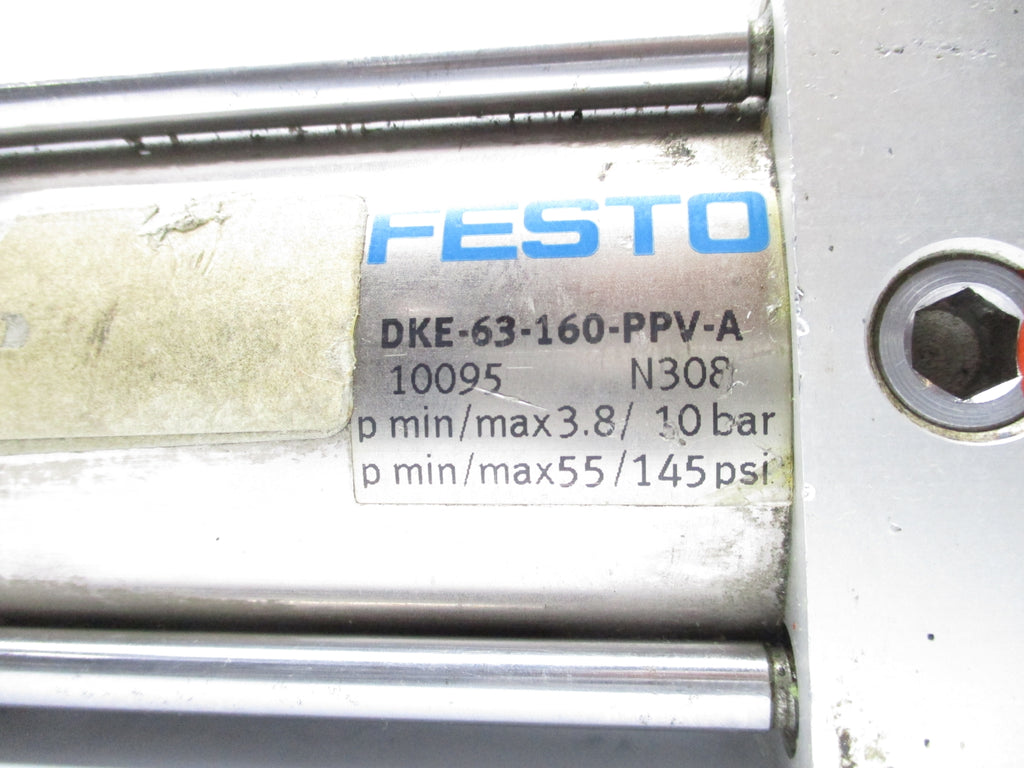 FESTO
DKE-63-160-PPV-A
10095 N308
p min/max3.8/ 10 bar
p min/max55/145psi